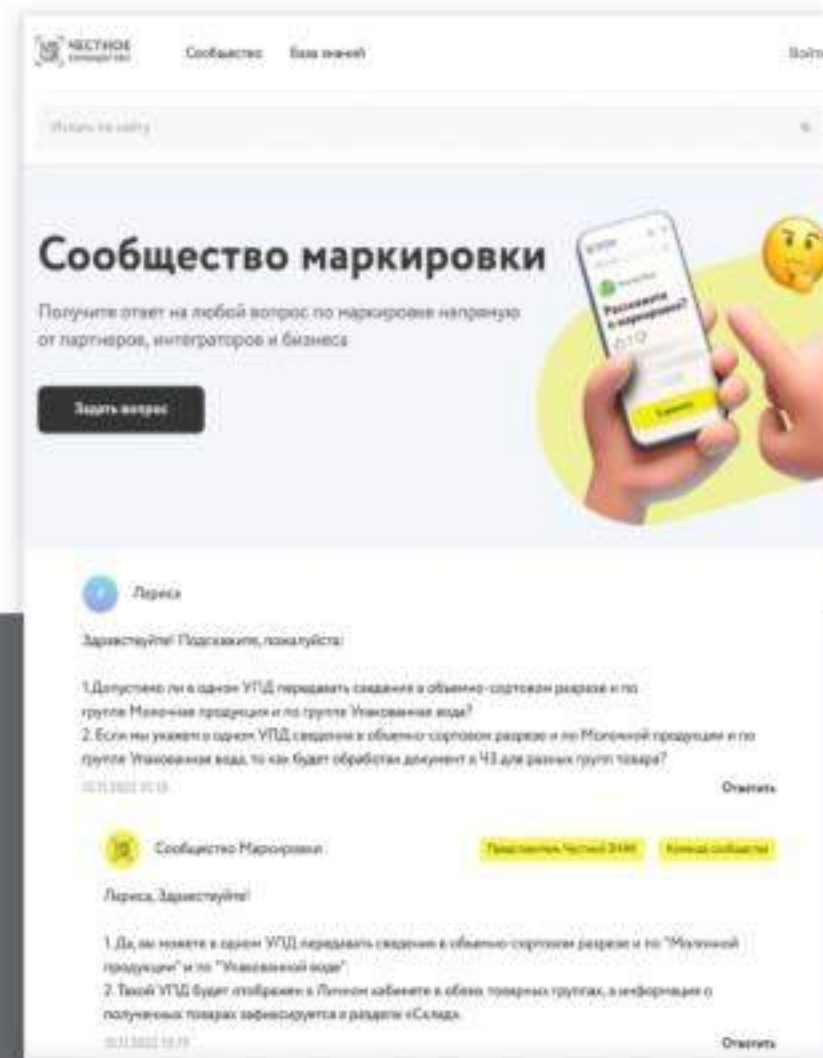 ЧЕСТНОЕ
Сообщество База знаний Войти
Искать по сайту
Сообщество маркировки
Получите ответ на любой вопрос по маркировке напрямую
от партнеров, интеграторов и бизнеса
Задать вопрос
Расскажите
о маркировке?
Лариса
Здравствуйте! Подскажите, пожалуйста:
1.Допустимо ли в одном УПД передавать сведения в объемно-сортовом разрезе и по
группе Молочная продукция и по группе Упакованная вода?
2. Если мы укажем в одном УПД сведения в объемно-сортовом разрезе и по Молочной продукции и по
группе Упакованная вода, то как будет обработан документ в ЧЗ для разных групп товара?
Ответить
Сообщество Маркировки Представитель Честный ЗНАК Команда сообщества
Лариса, Здравствуйте!
1. Да, вы можете в одном УПД передавать сведения в объемно-сортовом разрезе и по "Молочной
продукции" и по "Упакованной воде"
2. Такой УПД будет отображен в Личном кабинете в обеих товарных группах, а информация о
полученных товарах зафиксируется в разделе «Склад».
Ответить